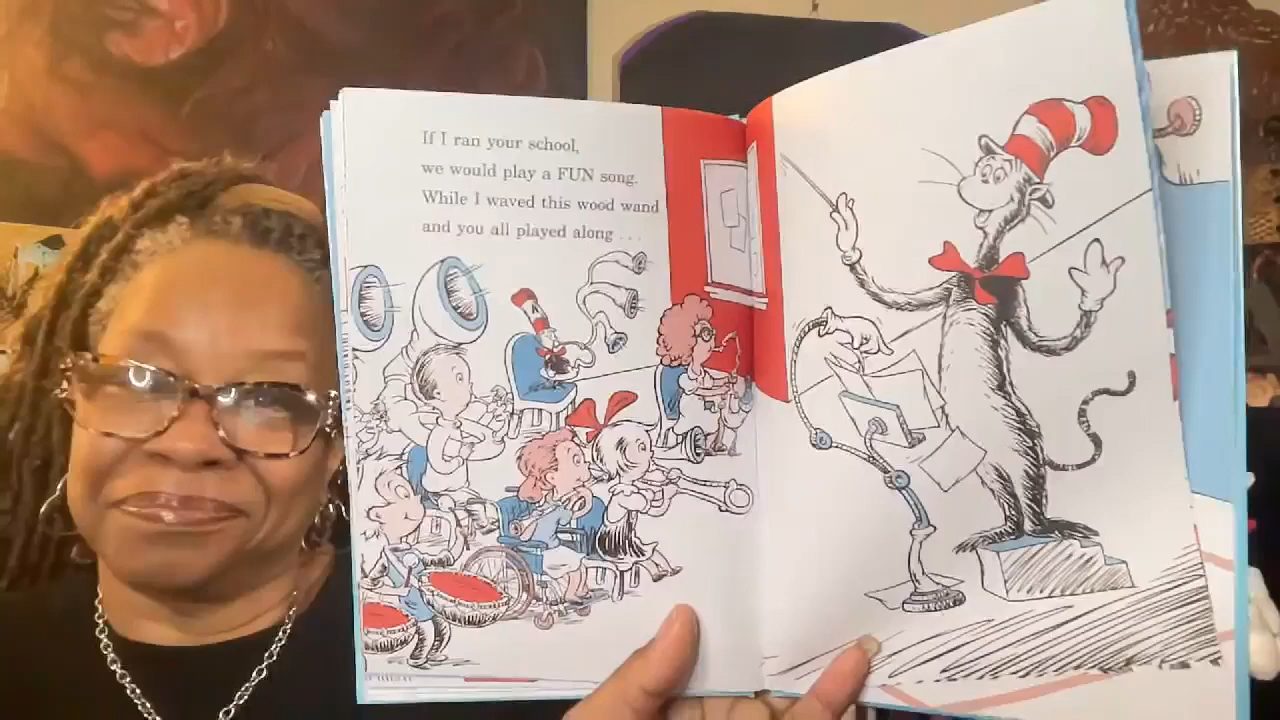 If I ran your school,
we would play a FUN song.
While I waved this wood wand
and you all played along . . .
A